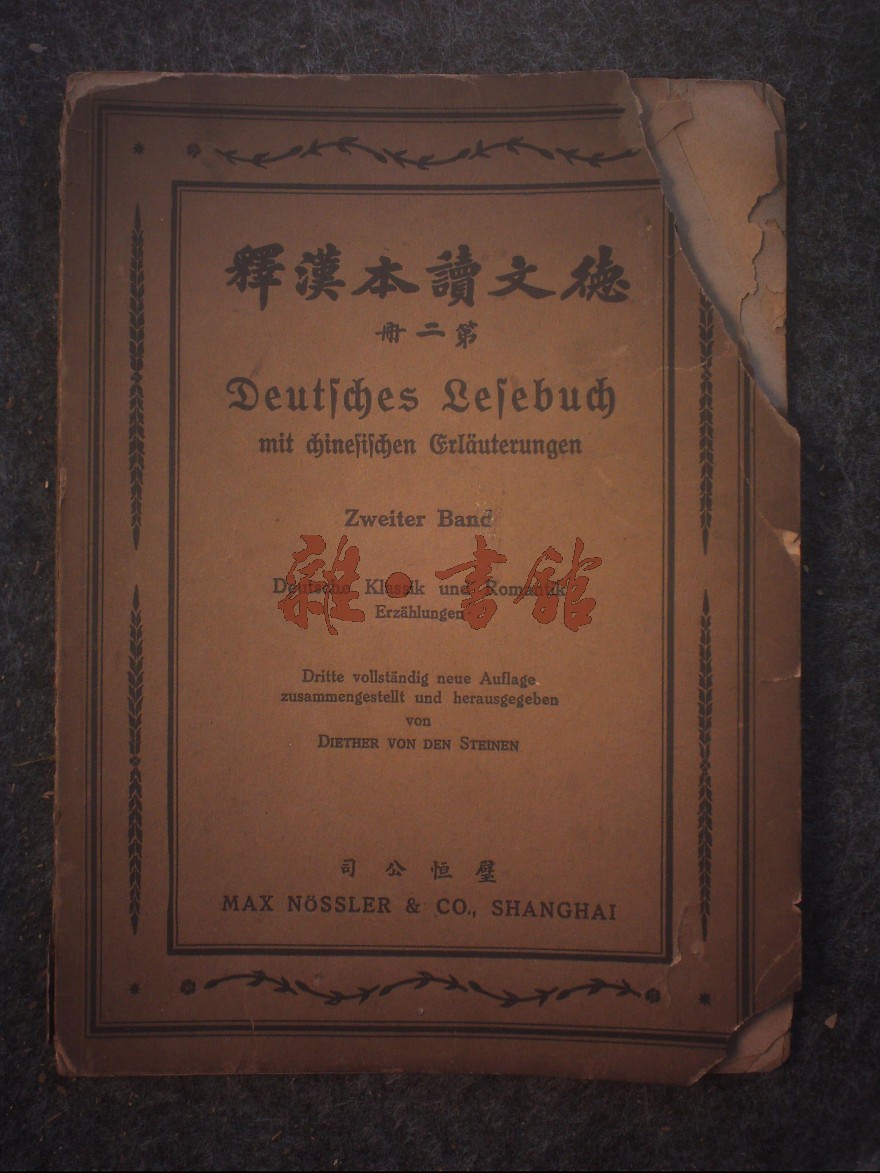 德文讀本漢釋
第二冊
Deutsches Lesebuch
mit chinesischen Erläuterungen
Zweiter Band
Deutsche Klassik und Romantik
Erzählungen
雜·書館
Dritte vollständig neue Auflage
zusammengestellt und herausgegeben
von
DIETHER VON DEN STEINEN
璧恒公司
MAX NÖSSLER & CO., SHANGHAI